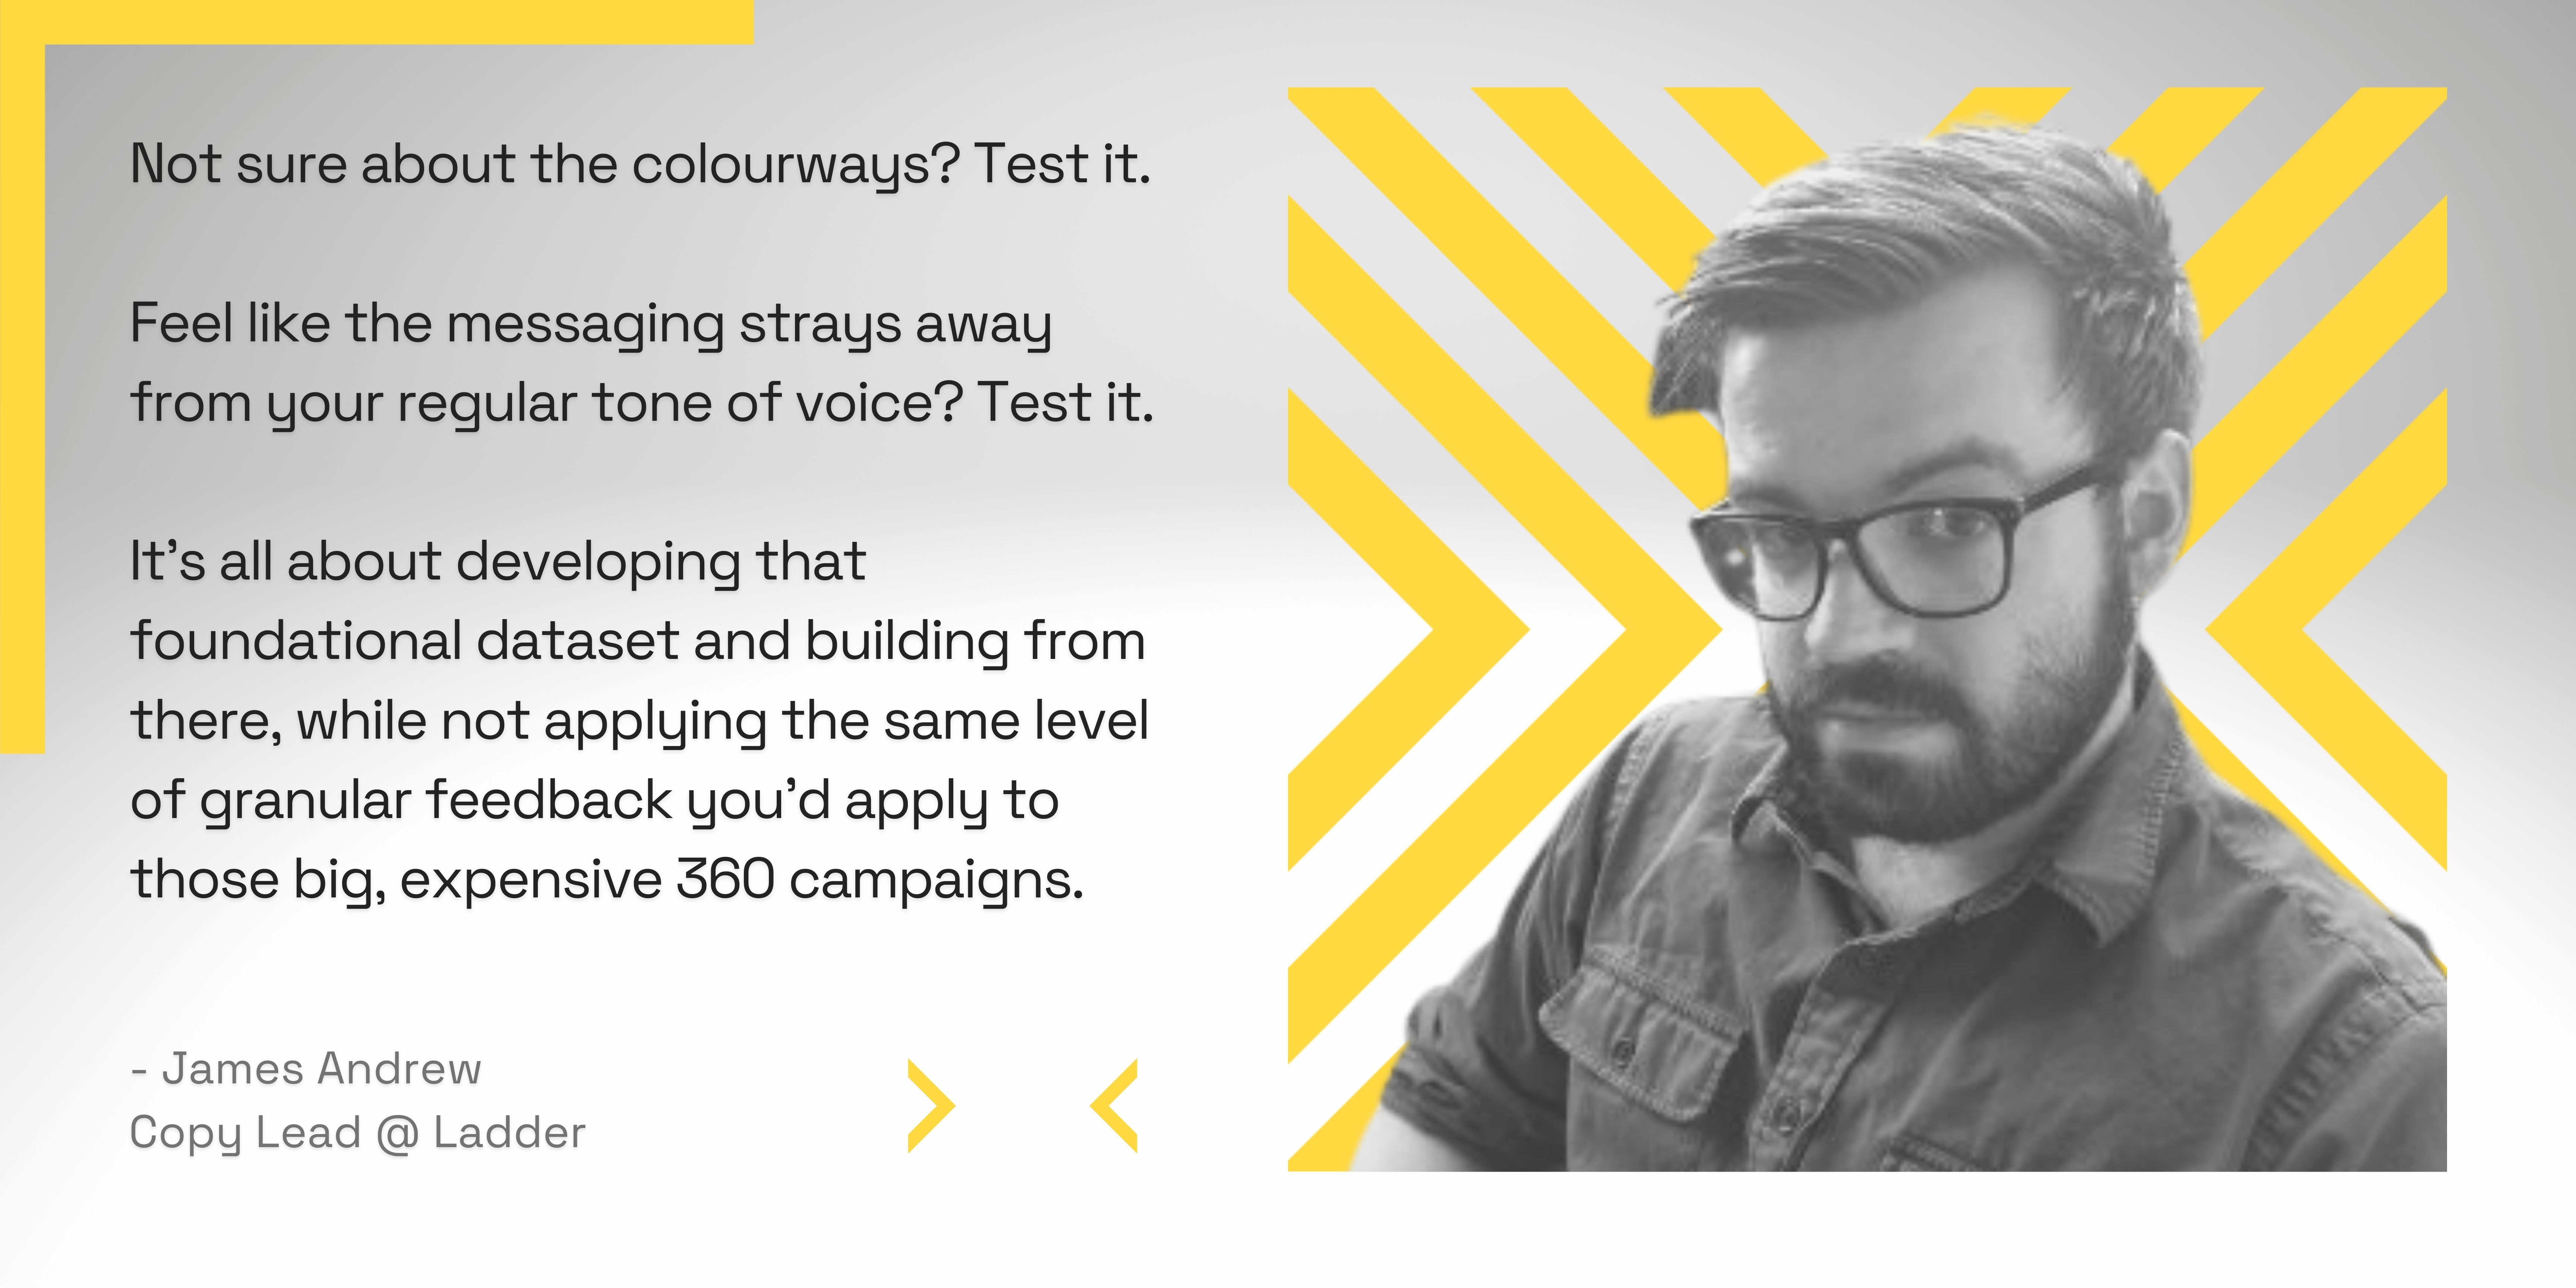 Not sure about the colourways? Test it.
Feel like the messaging strays away
from your regular tone of voice? Test it.
It’s all about developing that
foundational dataset and building from
there, while not applying the same level
of granular feedback you’d apply to
those big, expensive 360 campaigns.
- James Andrew
Copy Lead @ Ladder